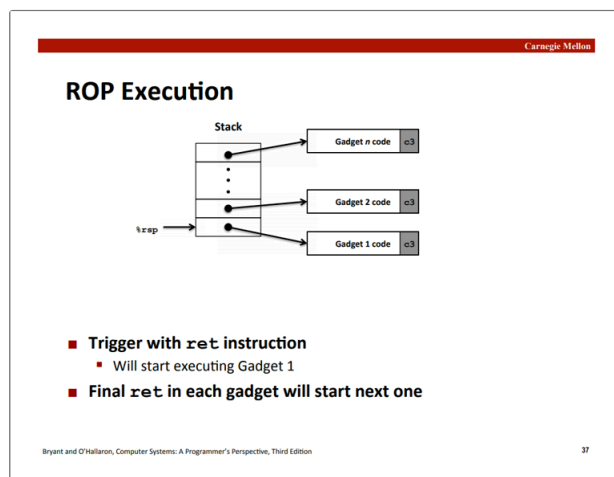 Carnegie Mellon
ROP Execution
Stack
Gadget n code c3
Gadget 2 code c3
%rsp
Gadget 1 code c3
■ Trigger with ret instruction
■ Will start executing Gadget 1
■ Final ret in each gadget will start next one
Bryant and O'Hallaron, Computer Systems: A Programmer's Perspective, Third Edition 37